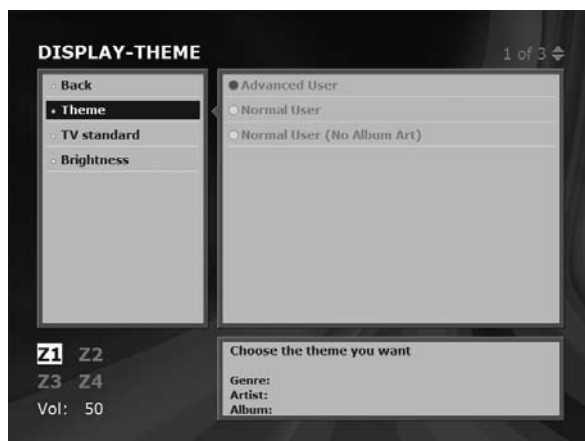 DISPLAY-THEME
1 of 3
Back
Theme
TV standard
Brightness
Advanced User
Normal User
Normal User (No Album Art)
Z1 Z2
Z3 Z4
Vol: 50
Choose the theme you want
Genre:
Artist:
Album: